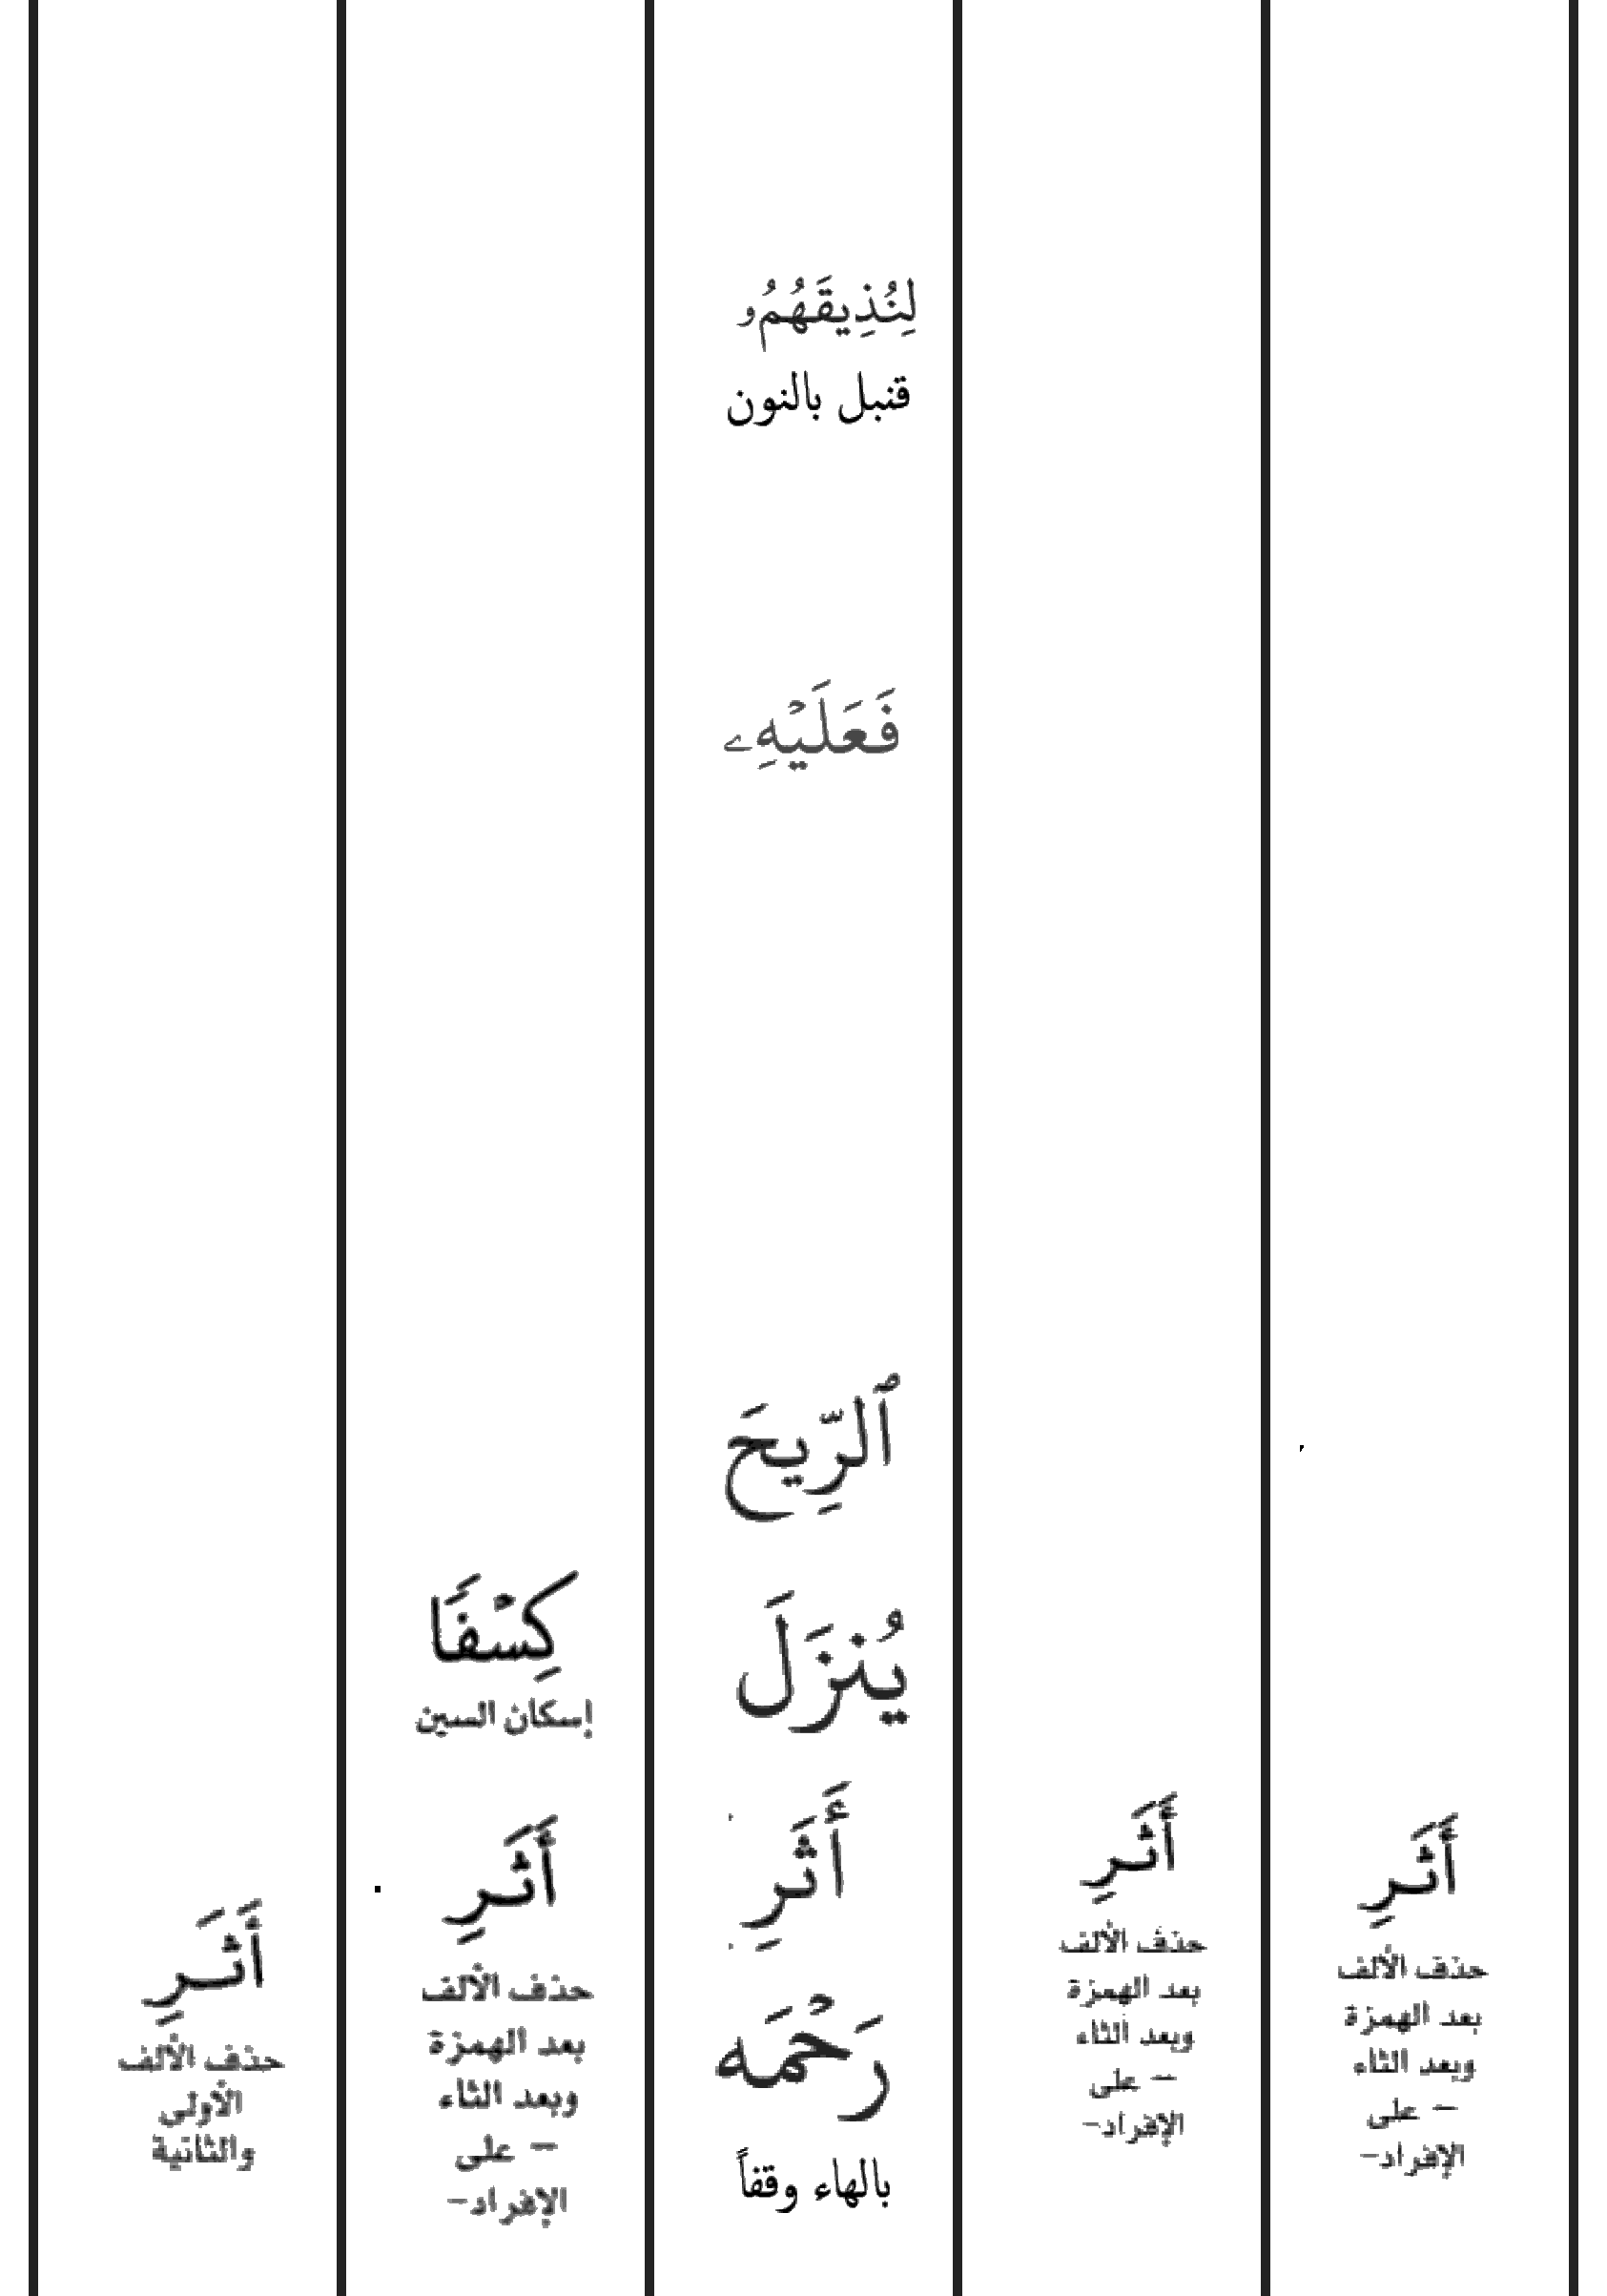 أَثَرِ
حذف الألف
بعد الهمزة
وبعد الثاء
– على
الإفراد-
أَثَرِ
حذف الألف
بعد الهمزة
وبعد الثاء
– على
الإفراد-
لِنُذِيقَهُمُۥ
قنبل بالنون
فَعَلَيْهِۦ
ٱلرِّيحَ
يُنزَلَ
أَثَرِ
رَحْمَه
بالهاء وقفاً
كِسْفًا
إسكان السين
أَثَرِ
حذف الألف
بعد الهمزة
وبعد الثاء
– على
الإفراد-
أَثَرِ
حذف الألف
الأولى
والثانية